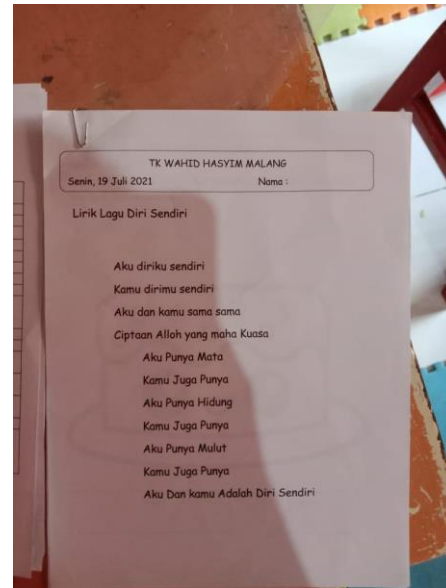 TK WAHID HASYIM MALANG
Senin, 19 Juli 2021 Nama :
Lirik Lagu Diri Sendiri
Aku diriku sendiri
Kamu dirimu sendiri
Aku dan kamu sama sama
Ciptaan Alloh yang maha Kuasa
Aku Punya Mata
Kamu Juga Punya
Aku Punya Hidung
Kamu Juga Punya
Aku Punya Mulut
Kamu Juga Punya
Aku Dan kamu Adalah Diri Sendiri